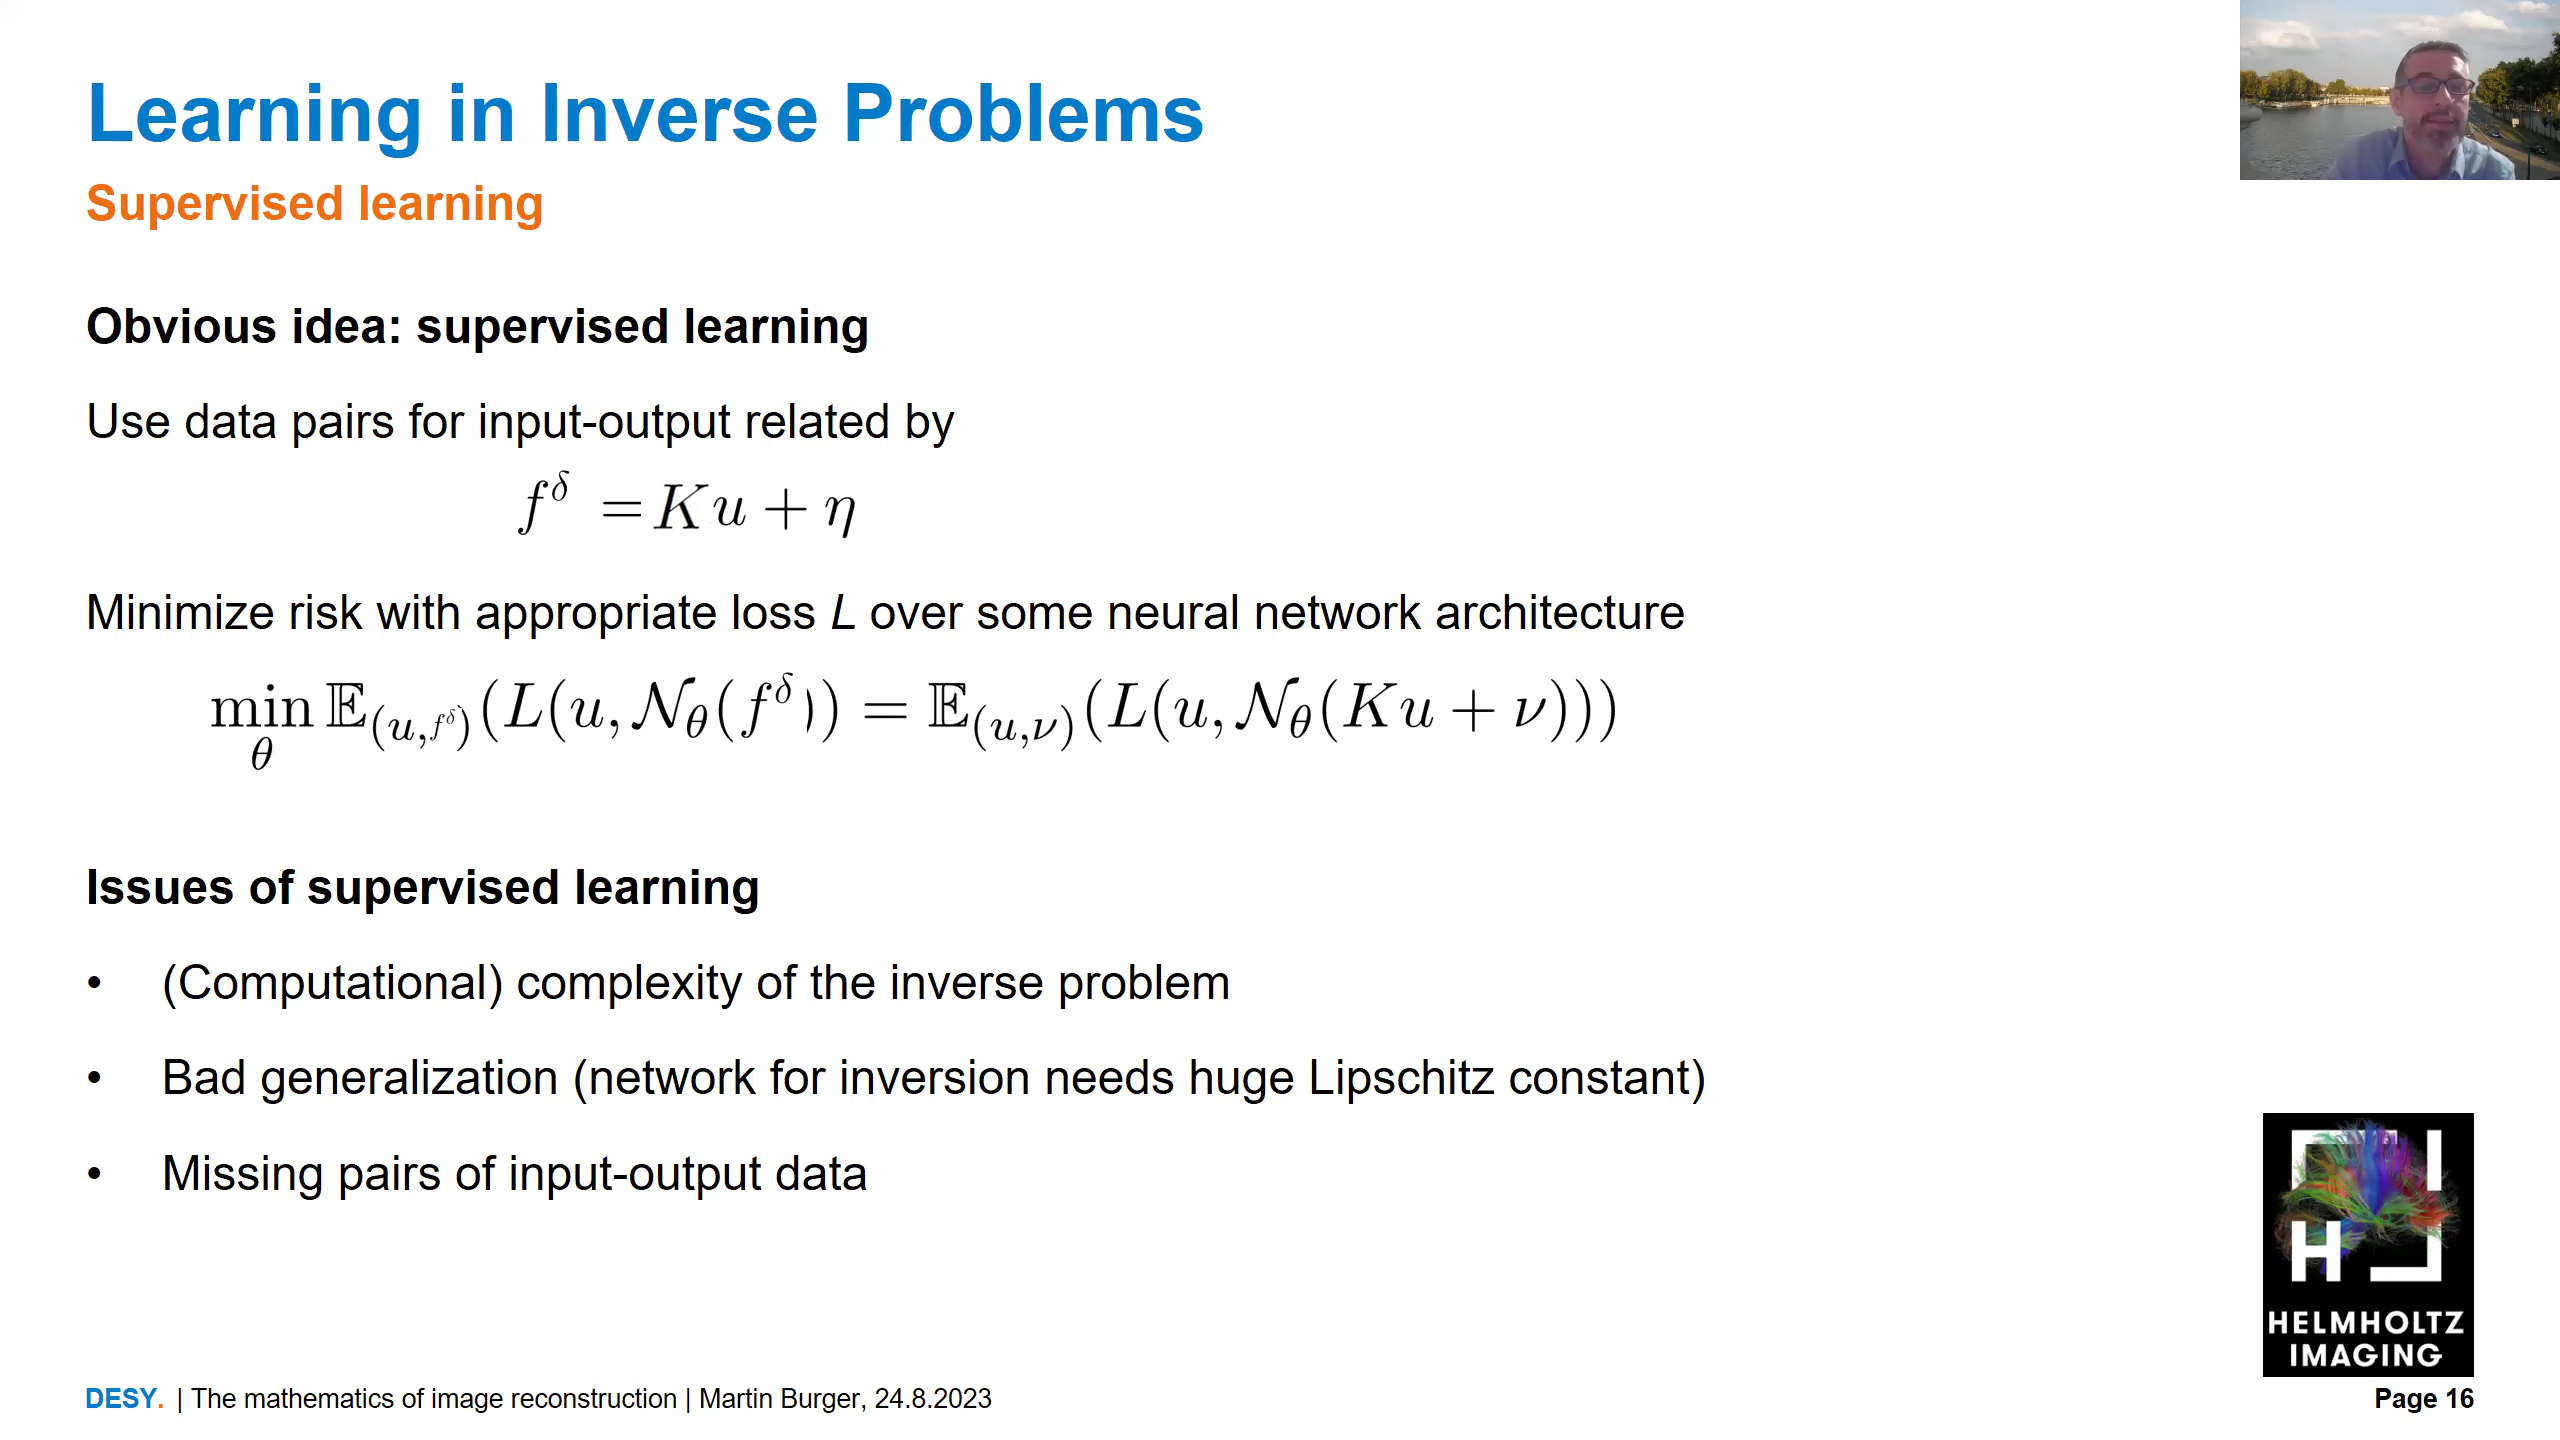 Learning in Inverse Problems
Supervised learning
Obvious idea: supervised learning
Use data pairs for input-output related by
f^δ = Ku + η
Minimize risk with appropriate loss L over some neural network architecture
min_θ 𝔼_(u,f^δ)(L(u, 𝒩_θ(f^δ)) = 𝔼_(u,ν)(L(u, 𝒩_θ(Ku + ν)))
Issues of supervised learning
• (Computational) complexity of the inverse problem
• Bad generalization (network for inversion needs huge Lipschitz constant)
• Missing pairs of input-output data
H
HELMHOLTZ
IMAGING
DESY. | The mathematics of image reconstruction | Martin Burger, 24.8.2023
Page 16